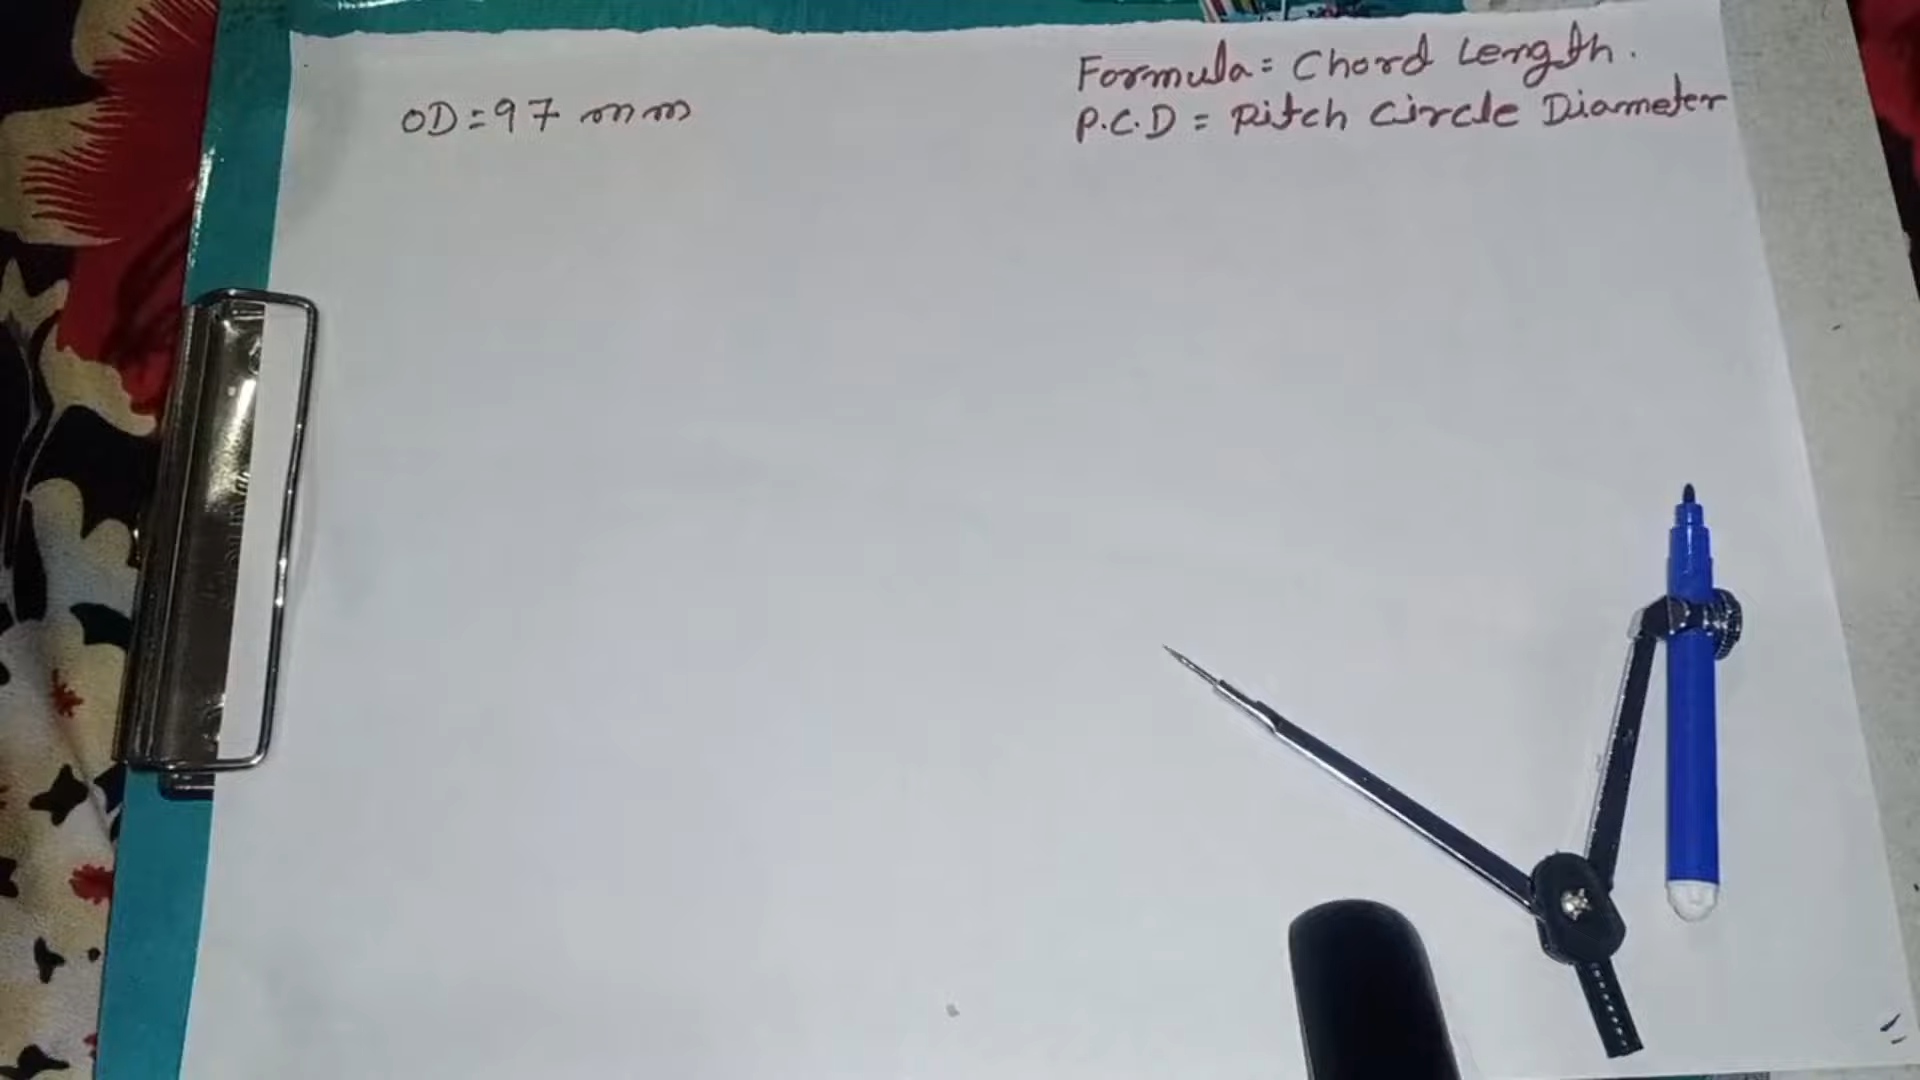 OD=97 mm
Formula= Chord Length.
P.C.D = Pitch Circle Diameter